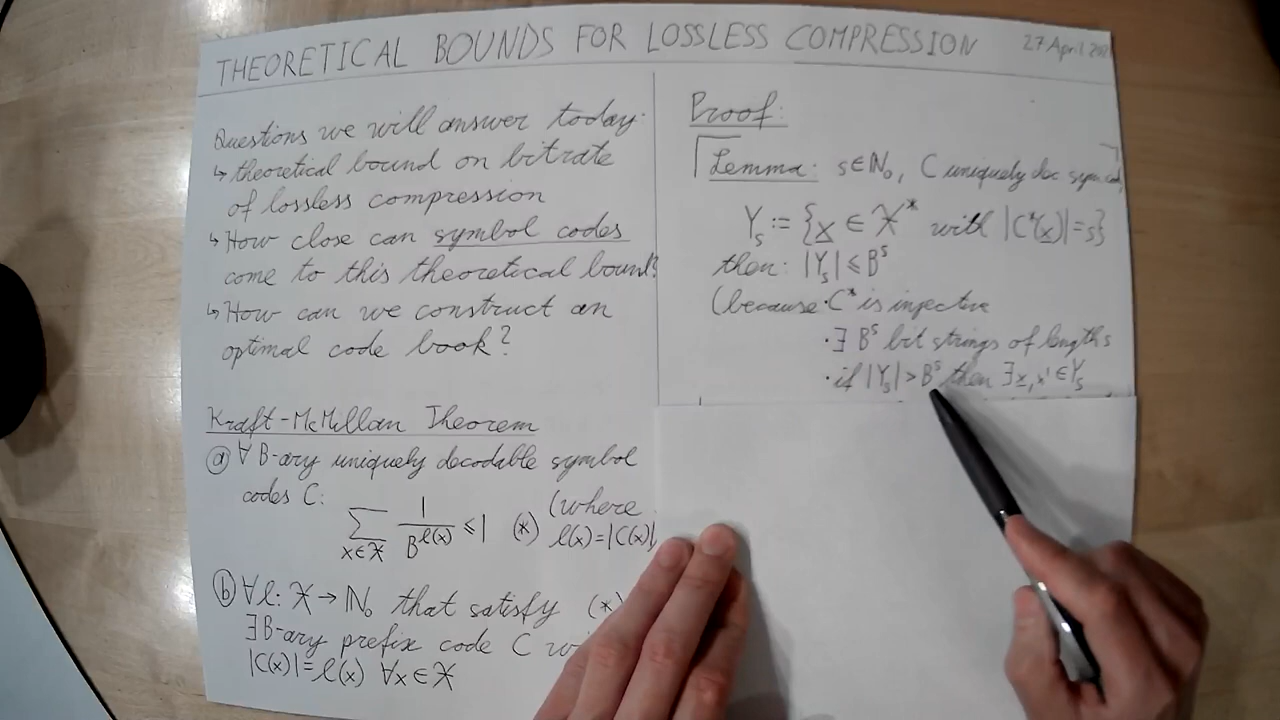 THEORETICAL BOUNDS FOR LOSSLESS COMPRESSION
27 April
Questions we will answer today:
↳ theoretical bound on bitrate
of lossless compression
↳ How close can symbol codes
come to this theoretical bound?
↳ How can we construct an
optimal code book?
Kraft-McMillan Theorem
ⓐ ∀ B-ary uniquely decodable symbol
codes C:
∑_{x∈𝒳} 1/B^{ℓ(x)} ≤ 1 (*) (where
ℓ(x)=|C(x)|
ⓑ ∀ℓ: 𝒳→ℕ₀ that satisfy (*)
∃ B-ary prefix code C
|C(x)|=ℓ(x) ∀x∈𝒳
Proof:
Lemma: s∈ℕ₀, C uniquely dec
Yₛ := {x ∈ 𝒳* with |C*(x)|=s}
then: |Yₛ| ≤ Bˢ
(because · C* is injective
· ∃ Bˢ bit strings of length s
· if |Yₛ| > Bˢ then ∃ x, x' ∈ Yₛ